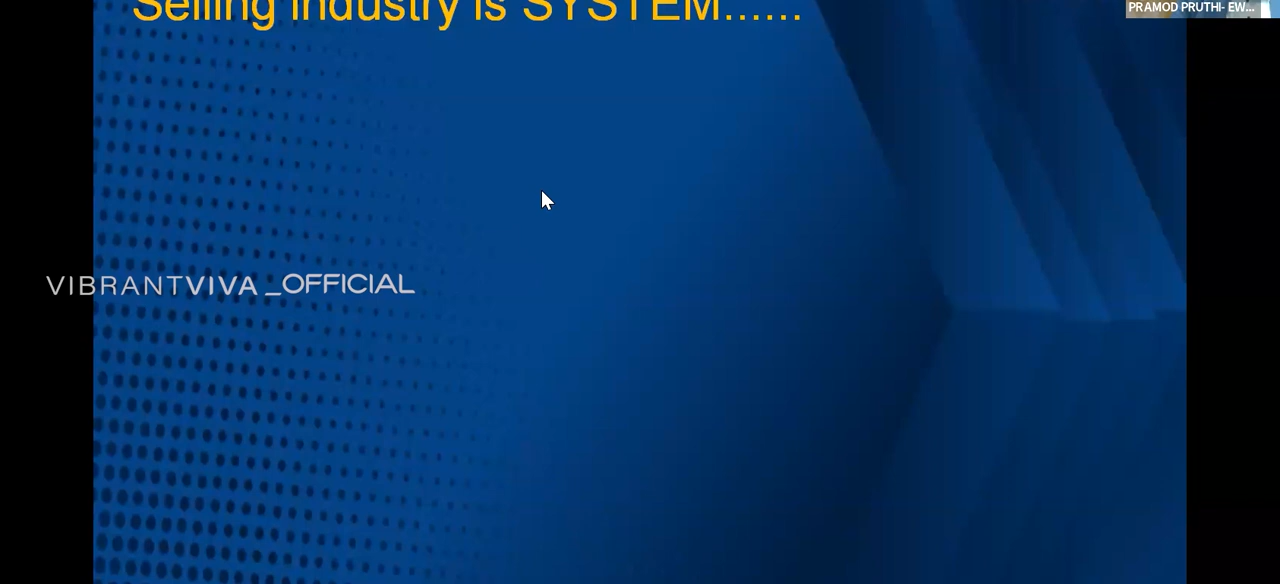 Selling Industry is SYSTEM......
PRAMOD PRUTHI- EW...
VIBRANTVIVA _OFFICIAL